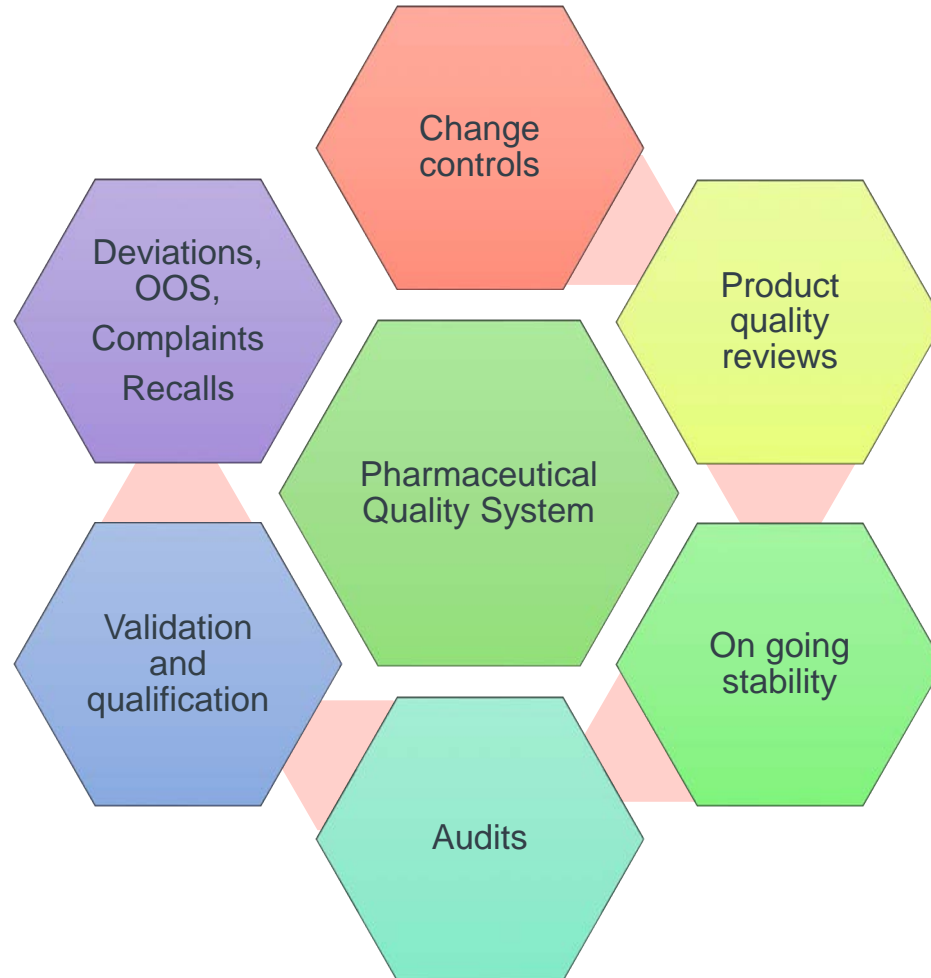 Change
controls
Product
quality
reviews
On going
stability
Audits
Validation
and
qualification
Deviations,
OOS,
Complaints
Recalls
Pharmaceutical
Quality System